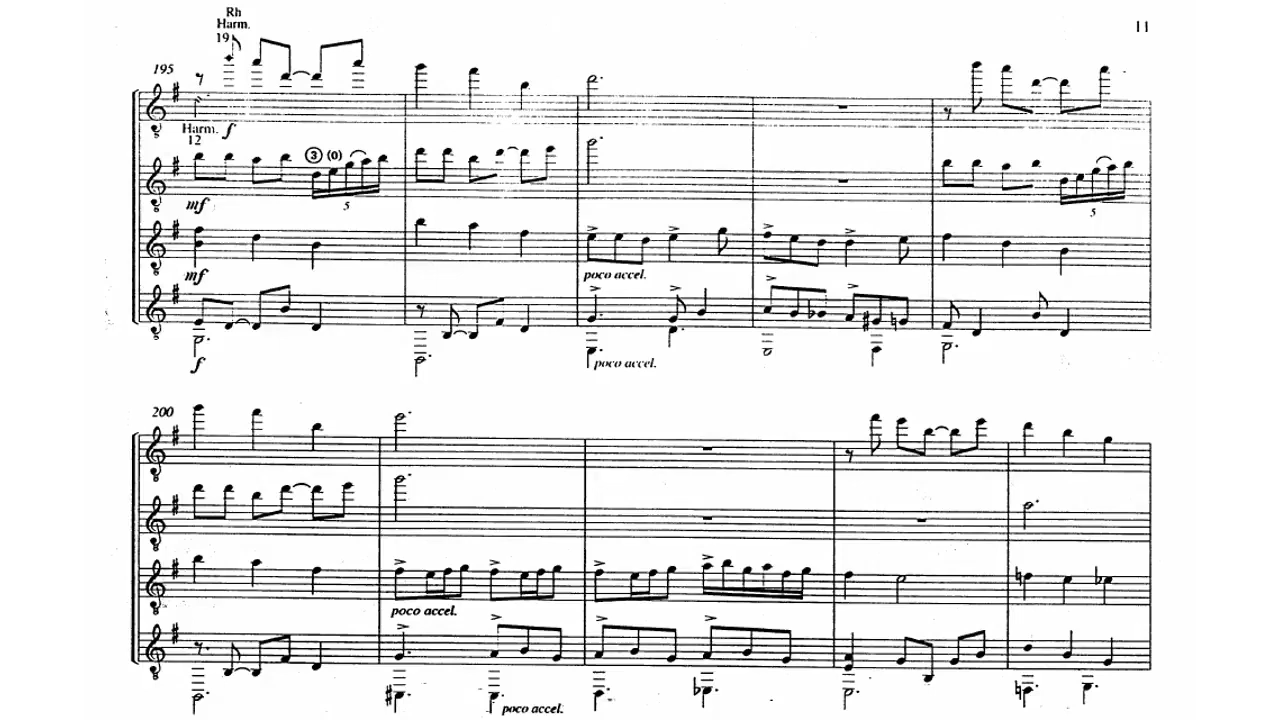 Rh
Harm.
19
11
195
Harm.
12
f
3 (0)
mf
5
5
mf
poco accel.
f
poco accel.
200
poco accel.
poco accel.